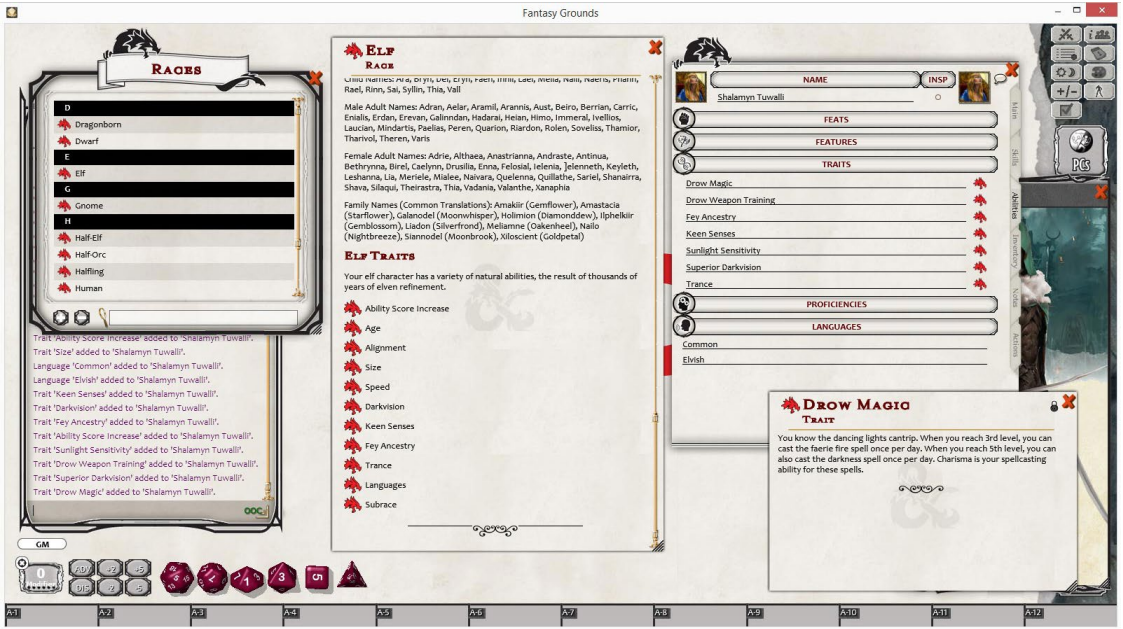 Fantasy Grounds
Races
D
Dragonborn
Dwarf
E
Elf
G
Gnome
H
Half-Elf
Half-Orc
Halfling
Human
Trait 'Ability Score Increase' added to 'Shalamyn Tuwalli'.
Trait 'Size' added to 'Shalamyn Tuwalli'.
Language 'Common' added to 'Shalamyn Tuwalli'.
Language 'Elvish' added to 'Shalamyn Tuwalli'.
Trait 'Keen Senses' added to 'Shalamyn Tuwalli'.
Trait 'Darkvision' added to 'Shalamyn Tuwalli'.
Trait 'Fey Ancestry' added to 'Shalamyn Tuwalli'.
Trait 'Ability Score Increase' added to 'Shalamyn Tuwalli'.
Trait 'Sunlight Sensitivity' added to 'Shalamyn Tuwalli'.
Trait 'Drow Weapon Training' added to 'Shalamyn Tuwalli'.
Trait 'Superior Darkvision' added to 'Shalamyn Tuwalli'.
Trait 'Drow Magic' added to 'Shalamyn Tuwalli'.
OOC
GM
Elf
Race
Rael, Rinn, Sai, Syllin, Thia, Vall
Male Adult Names: Adran, Aelar, Aramil, Arannis, Aust, Beiro, Berrian, Carric,
Enialis, Erdan, Erevan, Galinndan, Hadarai, Heian, Himo, Immeral, Ivellios,
Laucian, Mindartis, Paelias, Peren, Quarion, Riardon, Rolen, Soveliss, Thamior,
Tharivol, Theren, Varis
Female Adult Names: Adrie, Althaea, Anastrianna, Andraste, Antinua,
Bethrynna, Birel, Caelynn, Drusilia, Enna, Felosial, Ielenia, Jelenneth, Keyleth,
Leshanna, Lia, Meriele, Mialee, Naivara, Quelenna, Quillathe, Sariel, Shanairra,
Shava, Silaqui, Theirastra, Thia, Vadania, Valanthe, Xanaphia
Family Names (Common Translations): Amakiir (Gemflower), Amastacia
(Starflower), Galanodel (Moonwhisper), Holimion (Diamonddew), Ilphelkiir
(Gemblossom), Liadon (Silverfrond), Meliamne (Oakenheel), Nailo
(Nightbreeze), Siannodel (Moonbrook), Xiloscient (Goldpetal)
Elf Traits
Your elf character has a variety of natural abilities, the result of thousands of
years of elven refinement.
Ability Score Increase
Age
Alignment
Size
Speed
Darkvision
Keen Senses
Fey Ancestry
Trance
Languages
Subrace
NAME
INSP
Shalamyn Tuwalli
FEATS
FEATURES
TRAITS
Drow Magic
Drow Weapon Training
Fey Ancestry
Keen Senses
Sunlight Sensitivity
Superior Darkvision
Trance
PROFICIENCIES
LANGUAGES
Common
Elvish
Main
Skills
Abilities
Inventory
Notes
Actions
+/-
PCs
Drow Magic
Trait
You know the dancing lights cantrip. When you reach 3rd level, you can
cast the faerie fire spell once per day. When you reach 5th level, you can
also cast the darkness spell once per day. Charisma is your spellcasting
ability for these spells.
0
Modifier
ADV +2 +5
DIS -2 -5
A-1 A-2 A-3 A-4 A-5 A-6 A-7 A-8 A-9 A-10 A-11 A-12